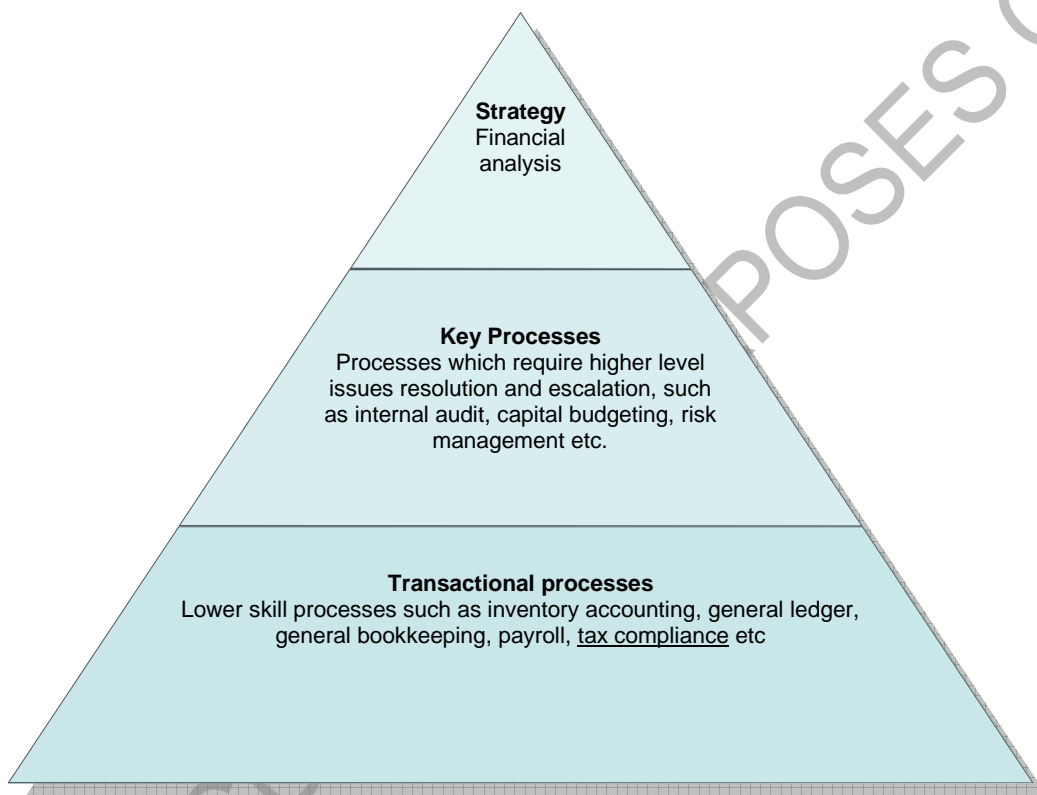 Strategy
Financial
analysis
POSES
Key Processes
Processes which require higher level
issues resolution and escalation, such
as internal audit, capital budgeting, risk
management etc.
Transactional processes
Lower skill processes such as inventory accounting, general ledger,
general bookkeeping, payroll, tax compliance etc